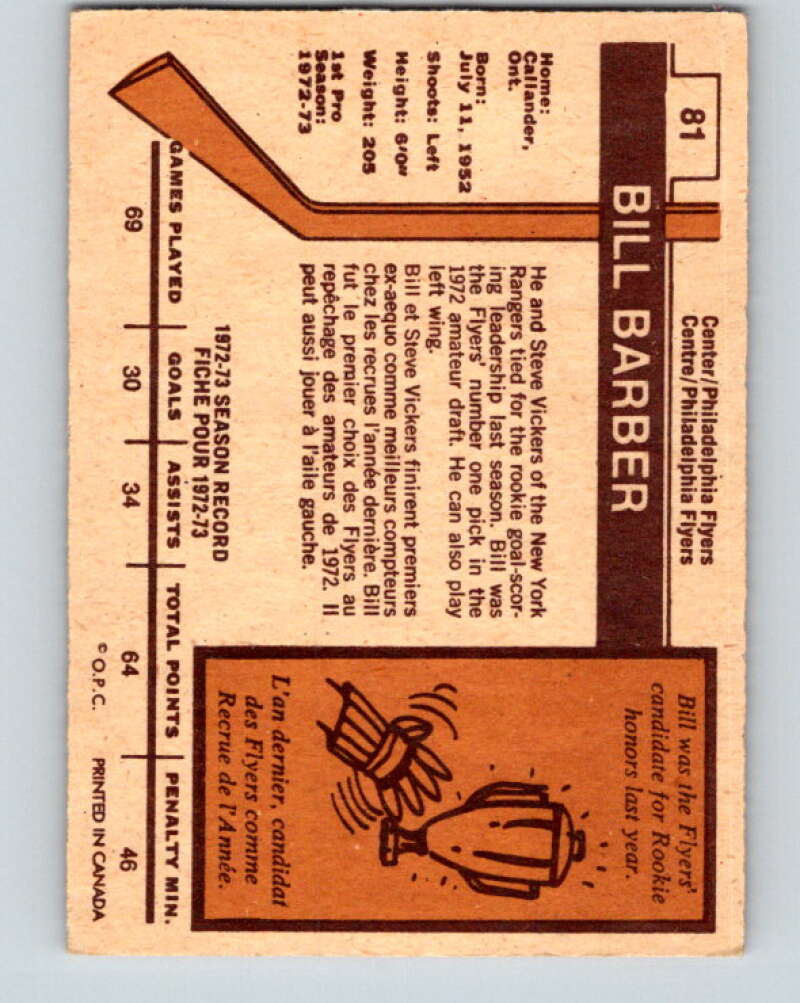 81
Center/Philadelphia Flyers
Centre/Philadelphia Flyers
BILL BARBER
Home:
Callander,
Ont.
Born:
July 11, 1952
Shoots: Left
Height: 6'0"
Weight: 205
1st Pro
Season:
1972-73
He and Steve Vickers of the New York
Rangers tied for the rookie goal-scor-
ing leadership last season. Bill was
the Flyers' number one pick in the
1972 amateur draft. He can also play
left wing.
Bill et Steve Vickers finirent premiers
ex-aequo comme meilleurs compteurs
chez les recrues l'année dernière. Bill
fut le premier choix des Flyers au
repêchage des amateurs de 1972. Il
peut aussi jouer à l'aile gauche.
Bill was the Flyers'
candidate for Rookie
honors last year.
L'an dernier, candidat
des Flyers comme
Recrue de l'Année.
1972-73 SEASON RECORD
FICHE POUR 1972-73
GAMES PLAYED GOALS ASSISTS TOTAL POINTS PENALTY MIN.
69 30 34 64 46
© O.P.C. PRINTED IN CANADA